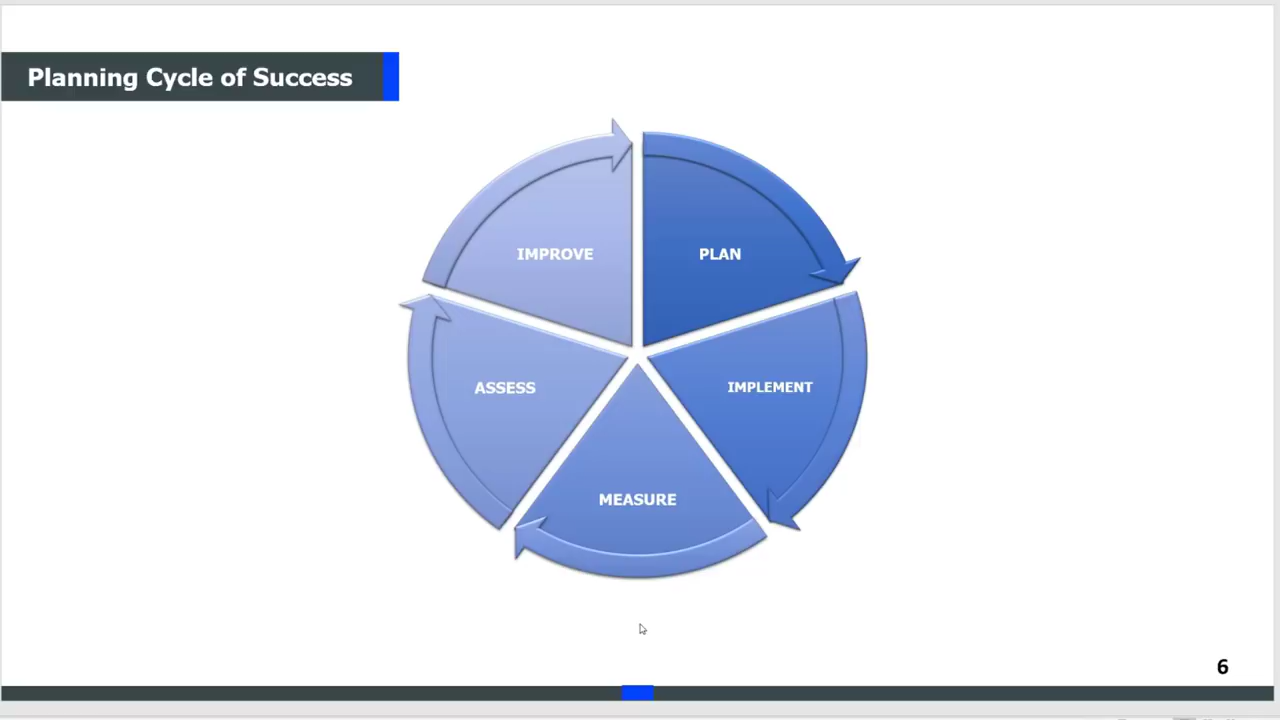 Planning Cycle of Success
IMPROVE
PLAN
ASSESS
IMPLEMENT
MEASURE
6